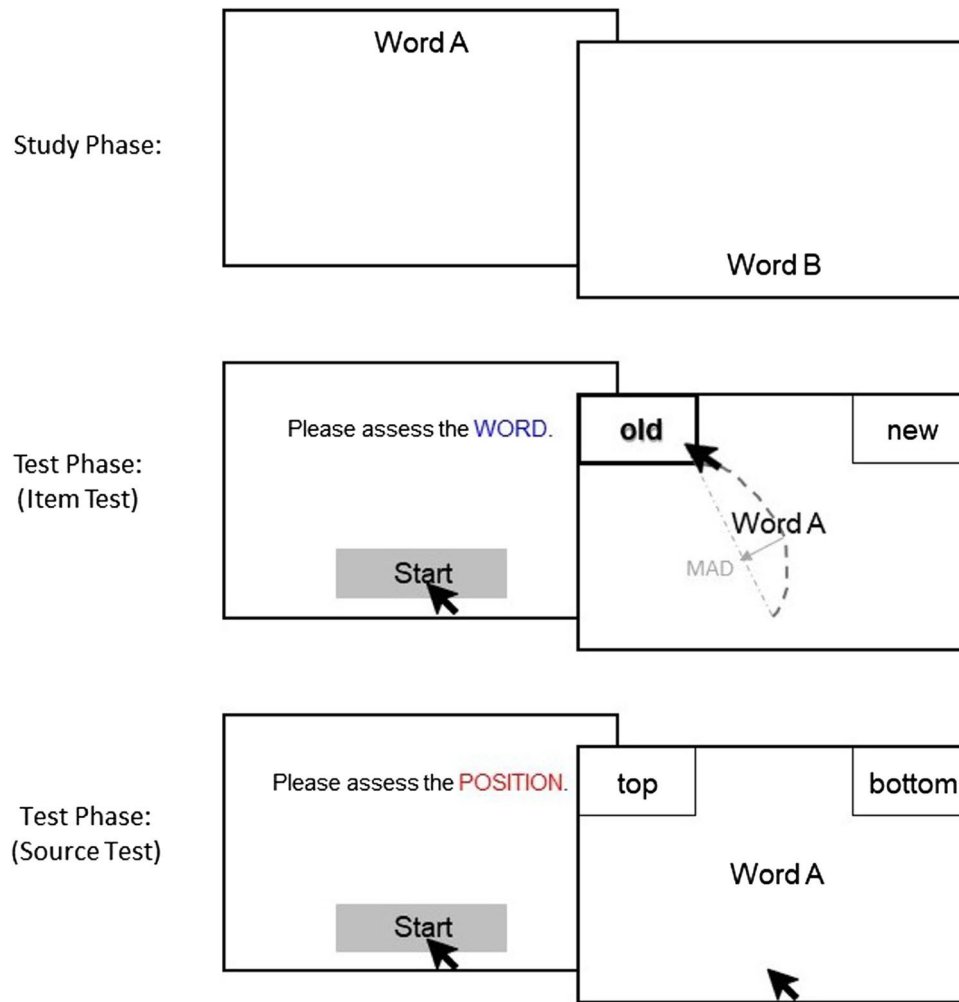 Word A
Study Phase:
Word B
Please assess the WORD.
old
new
Test Phase:
(Item Test)
Word A
MAD
Start
Please assess the POSITION.
top
bottom
Test Phase:
(Source Test)
Word A
Start